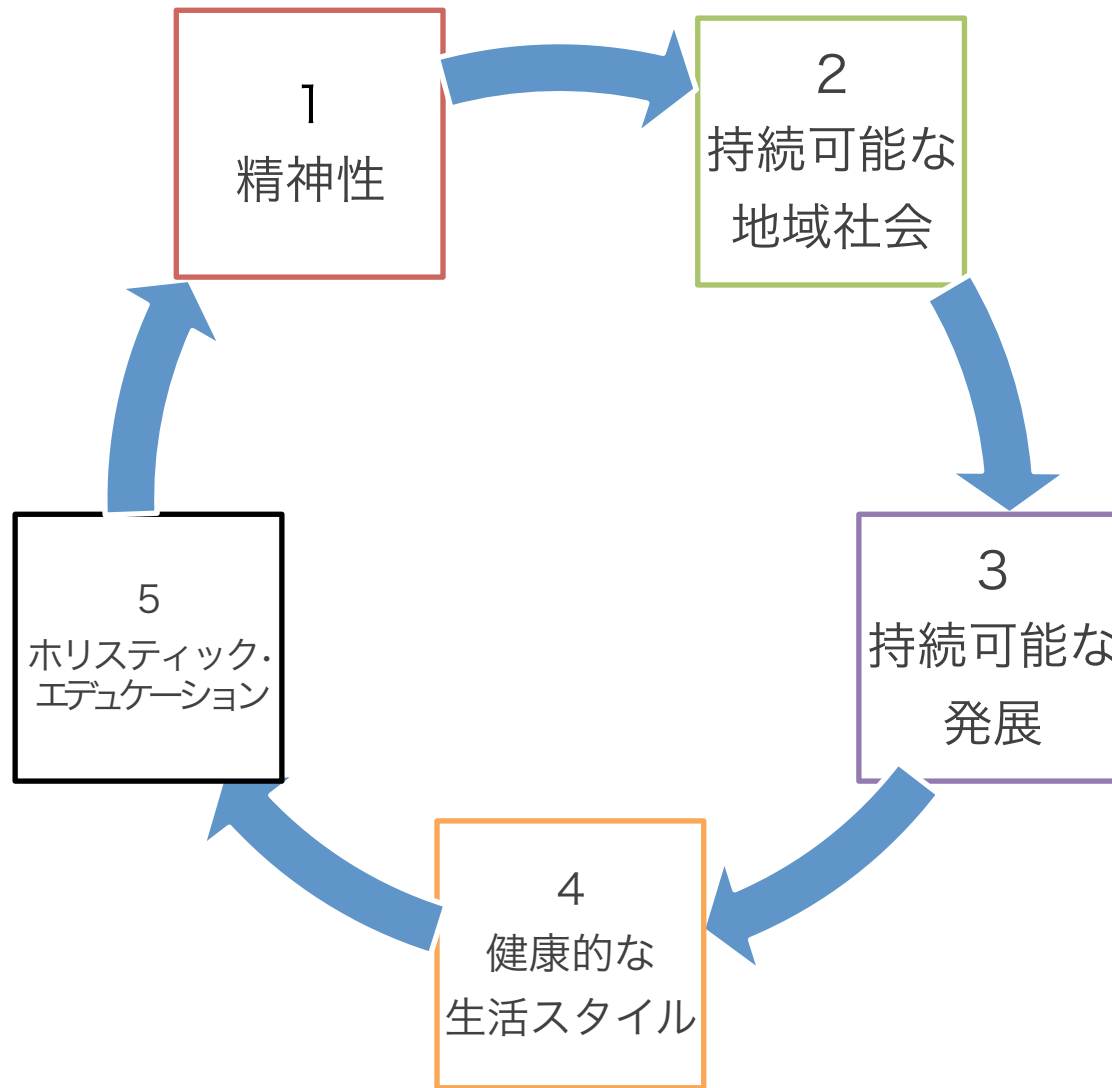 1
精神性
2
持続可能な
地域社会
3
持続可能な
発展
4
健康的な
生活スタイル
5
ホリスティック・
エデュケーション